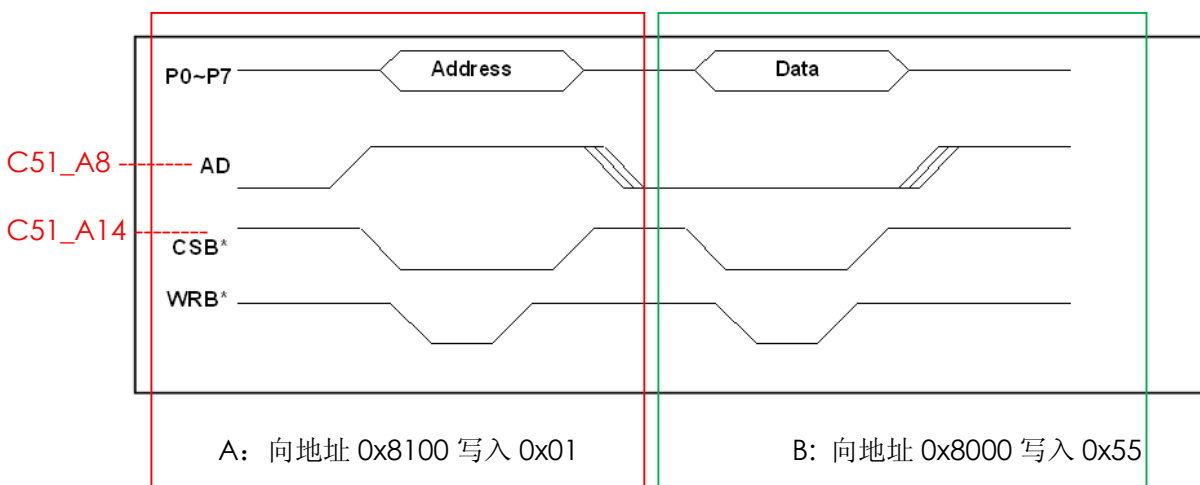 P0~P7
Address
Data
C51_A8
AD
C51_A14
CSB*
WRB*
A：向地址 0x8100 写入 0x01
B: 向地址 0x8000 写入 0x55